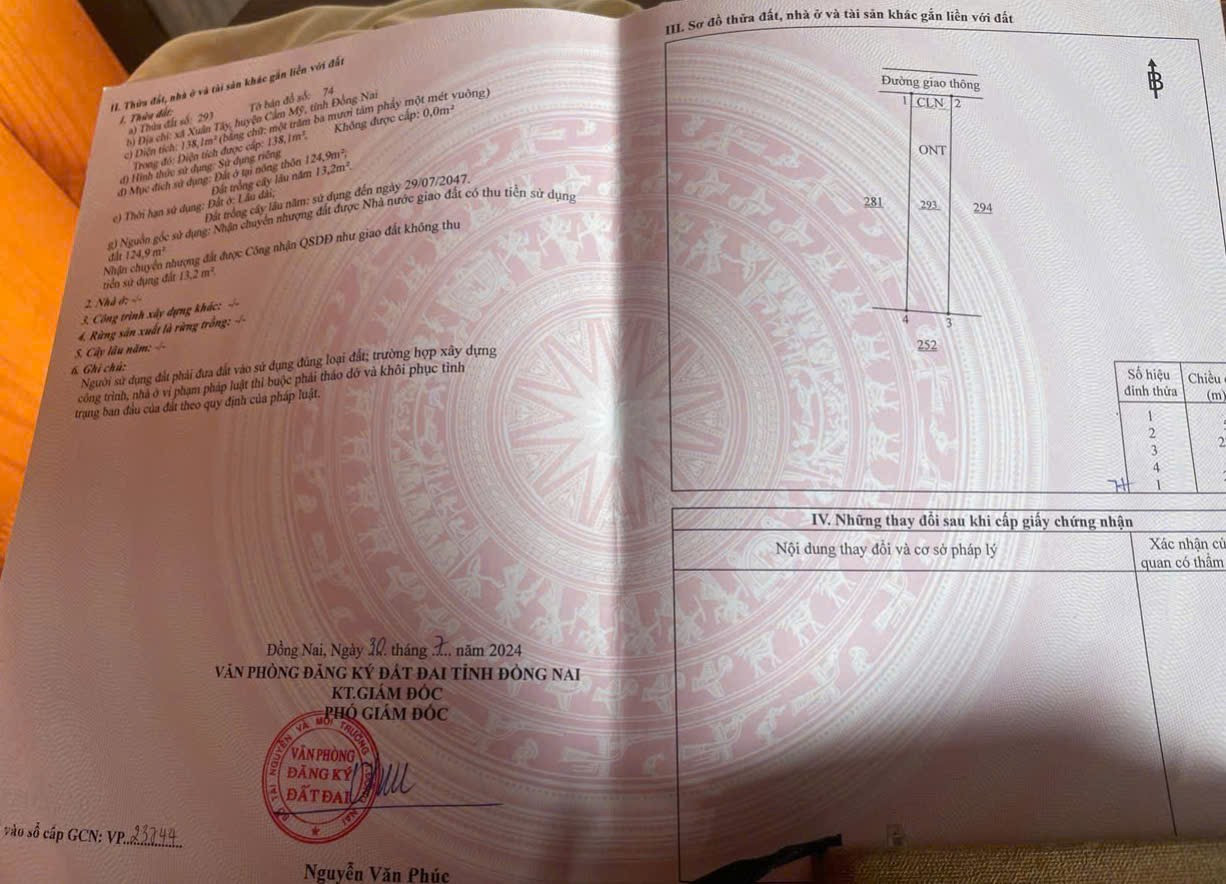 II. Thửa đất, nhà ở và tài sản khác gắn liền với đất
1. Thửa đất:
a) Thửa đất số: 293 Tờ bản đồ số: 74
b) Địa chỉ: xã Xuân Tây, huyện Cẩm Mỹ, tỉnh Đồng Nai
c) Diện tích: 138,1m² (bằng chữ: một trăm ba mươi tám phẩy một mét vuông)
Trong đó: Diện tích được cấp: 138,1m². Không được cấp: 0,0m²
d) Hình thức sử dụng: Sử dụng riêng
đ) Mục đích sử dụng: Đất ở tại nông thôn 124,9m²;
Đất trồng cây lâu năm 13,2m².
e) Thời hạn sử dụng: Đất ở: Lâu dài;
Đất trồng cây lâu năm: sử dụng đến ngày 29/07/2047.
g) Nguồn gốc sử dụng: Nhận chuyển nhượng đất được Nhà nước giao đất có thu tiền sử dụng
đất 124,9 m²
Nhận chuyển nhượng đất được Công nhận QSDĐ như giao đất không thu
tiền sử dụng đất 13,2 m²
2. Nhà ở: -/-
3. Công trình xây dựng khác: -/-
4. Rừng sản xuất là rừng trồng: -/-
5. Cây lâu năm: -/-
6. Ghi chú:
Người sử dụng đất phải đưa đất vào sử dụng đúng loại đất; trường hợp xây dựng
công trình, nhà ở vi phạm pháp luật thì buộc phải tháo dỡ và khôi phục tình
trạng ban đầu của đất theo quy định của pháp luật.
Đồng Nai, Ngày 30. tháng .7.. năm 2024
VĂN PHÒNG ĐĂNG KÝ ĐẤT ĐAI TỈNH ĐỒNG NAI
KT.GIÁM ĐỐC
PHÓ GIÁM ĐỐC
VĂN PHÒNG
ĐĂNG KÝ
ĐẤT ĐAI
vào sổ cấp GCN: VP.23744
Nguyễn Văn Phúc
III. Sơ đồ thửa đất, nhà ở và tài sản khác gắn liền với đất
B
Đường giao thông
1 CLN 2
ONT
281 293 294
4 3
252
Số hiệu đỉnh thửa
Chiều
(m)
1
2
3
4
1
IV. Những thay đổi sau khi cấp giấy chứng nhận
Nội dung thay đổi và cơ sở pháp lý
Xác nhận củ
quan có thẩm